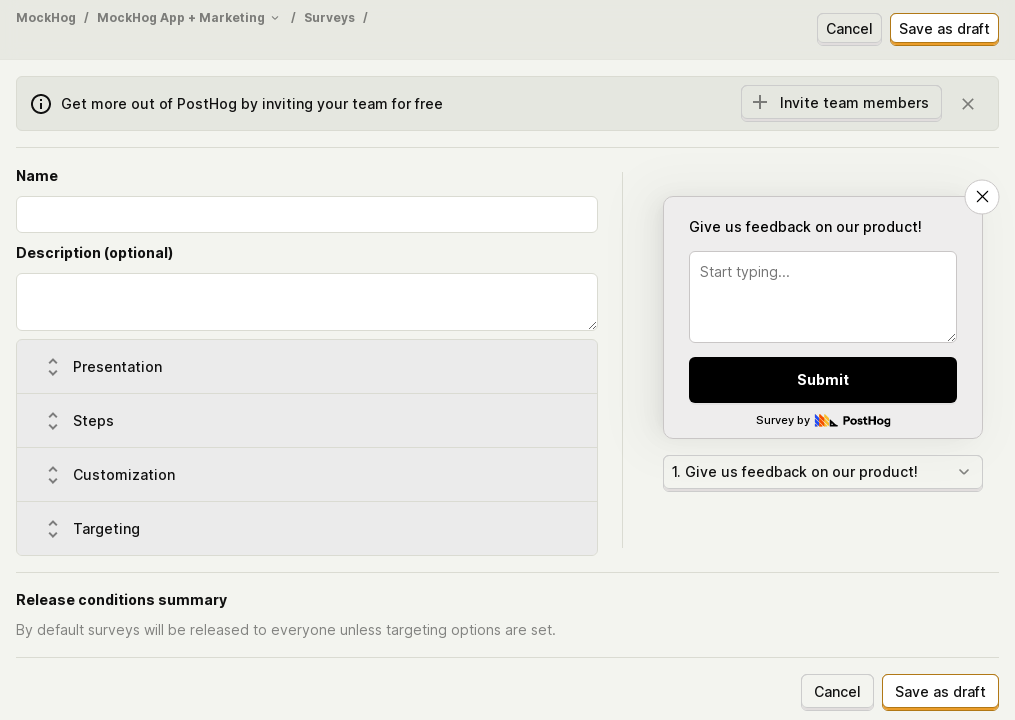 MockHog / MockHog App + Marketing / Surveys /
Cancel
Save as draft
Get more out of PostHog by inviting your team for free
Invite team members
Name
Description (optional)
Presentation
Steps
Customization
Targeting
Give us feedback on our product!
Start typing...
Submit
Survey by PostHog
1. Give us feedback on our product!
Release conditions summary
By default surveys will be released to everyone unless targeting options are set.
Cancel
Save as draft